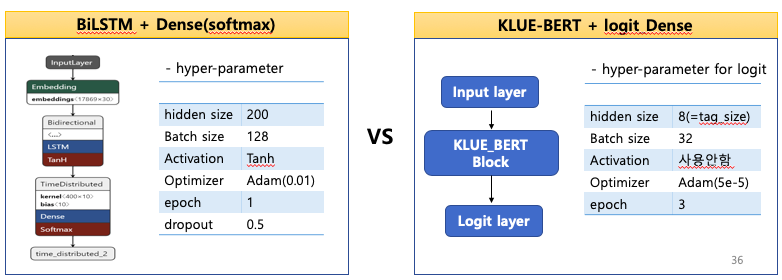 BiLSTM + Dense(softmax)
InputLayer
Embedding
embeddings⟨17869×30⟩
Bidirectional
<...>
LSTM
TanH
TimeDistributed
kernel⟨400×10⟩
bias⟨10⟩
Dense
Softmax
time_distributed_2
- hyper-parameter
hidden size 200
Batch size 128
Activation Tanh
Optimizer Adam(0.01)
epoch 1
dropout 0.5
VS
KLUE-BERT + logit_Dense
Input layer
KLUE_BERT
Block
Logit layer
- hyper-parameter for logit
hidden size 8(=tag_size)
Batch size 32
Activation 사용안함
Optimizer Adam(5e-5)
epoch 3
36